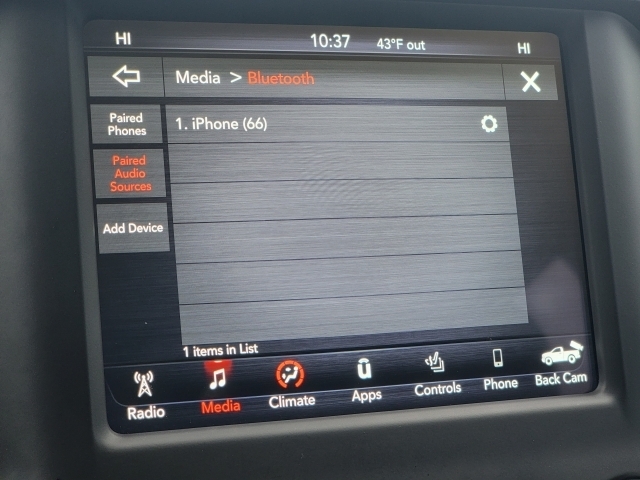 HI 10:37 43°F out HI
Media > Bluetooth
Paired
Phones
1. iPhone (66)
Paired
Audio
Sources
Add Device
1 items in List
Radio Media Climate Apps Controls Phone Back Cam